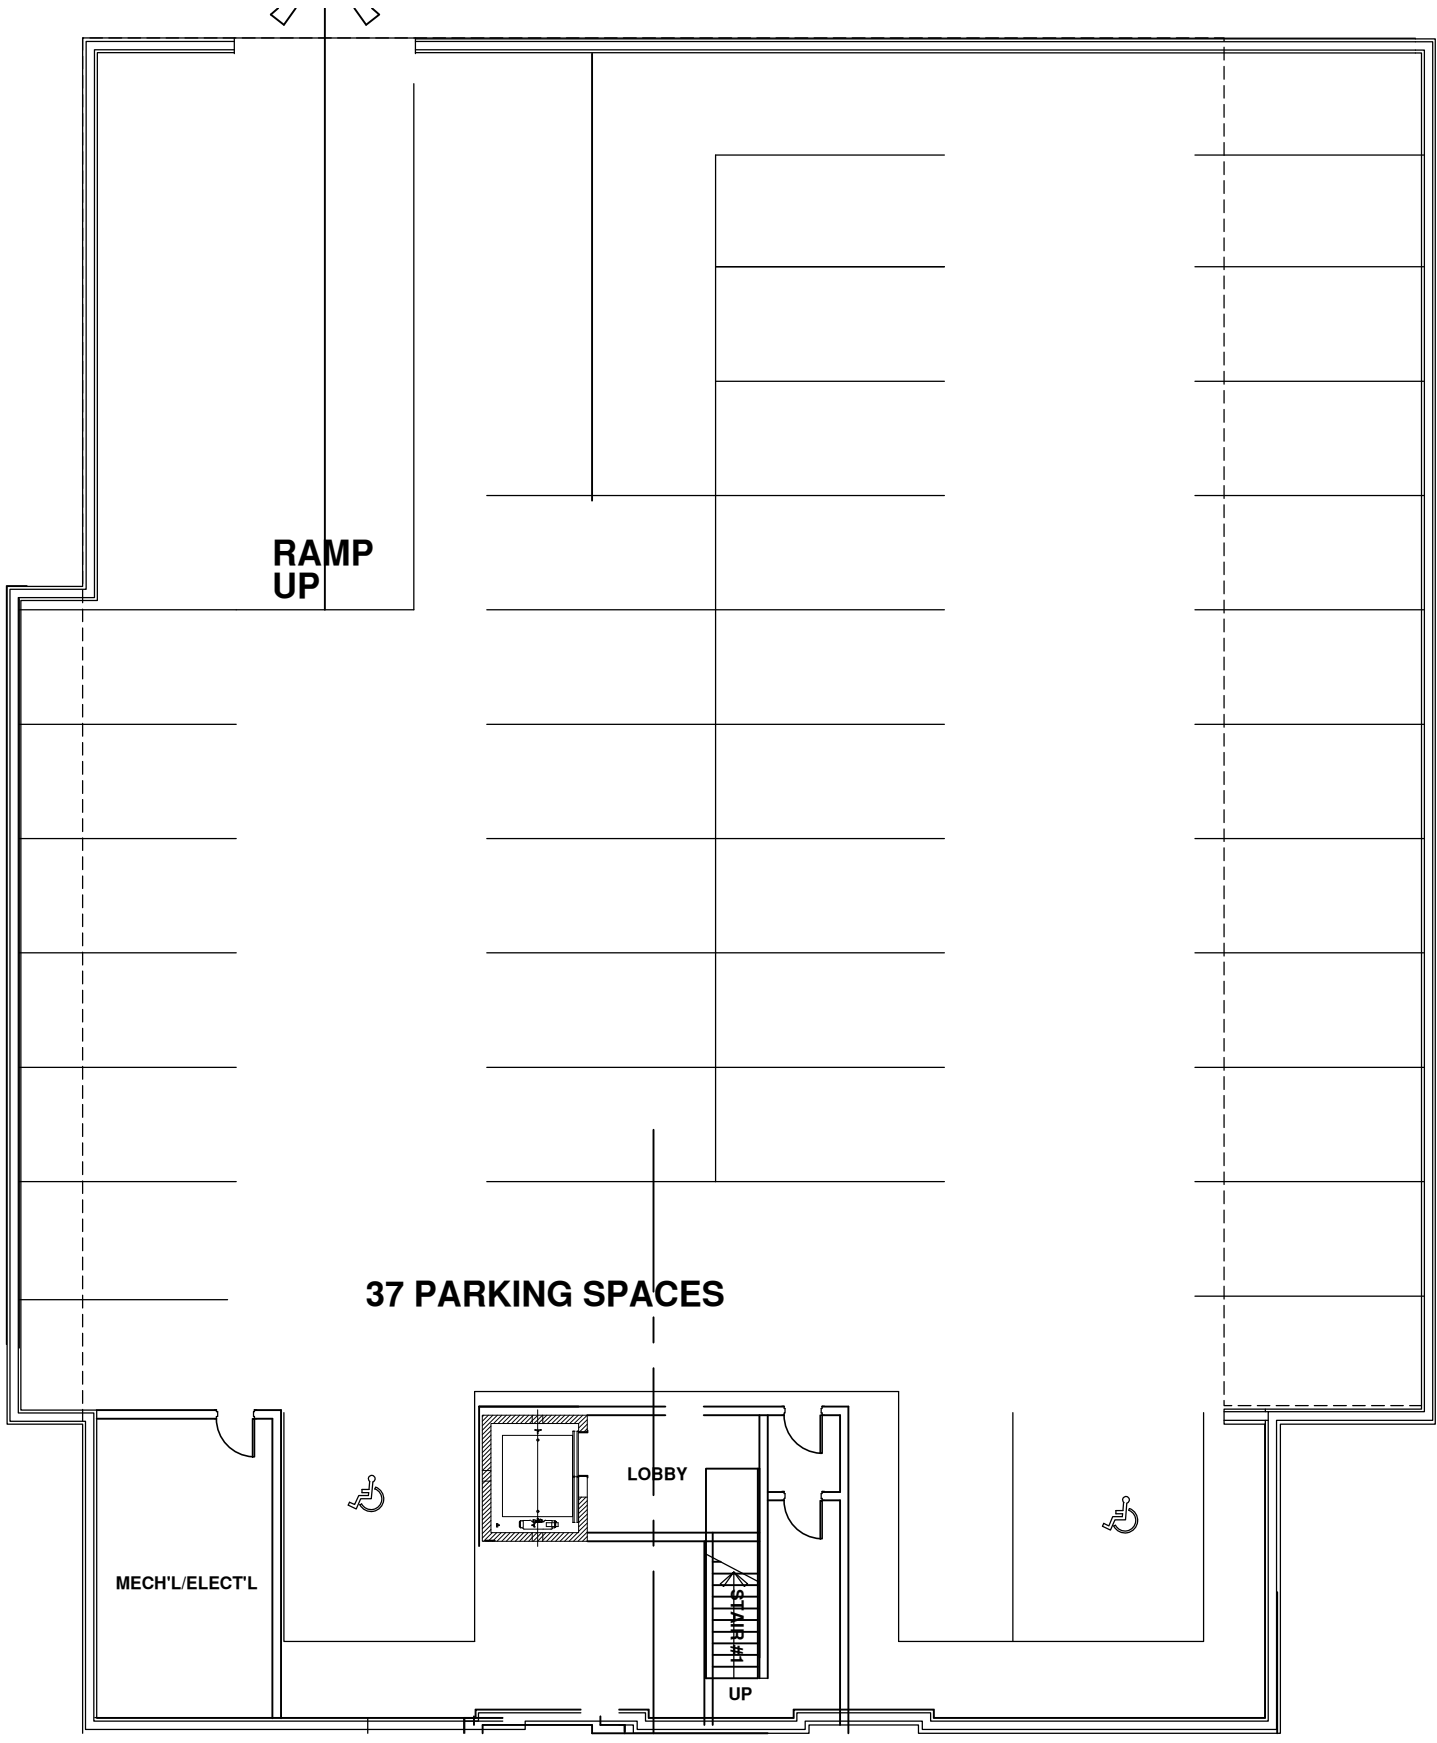 RAMP
UP
37 PARKING SPACES
LOBBY
MECH'L/ELECT'L
STAIR #1
UP